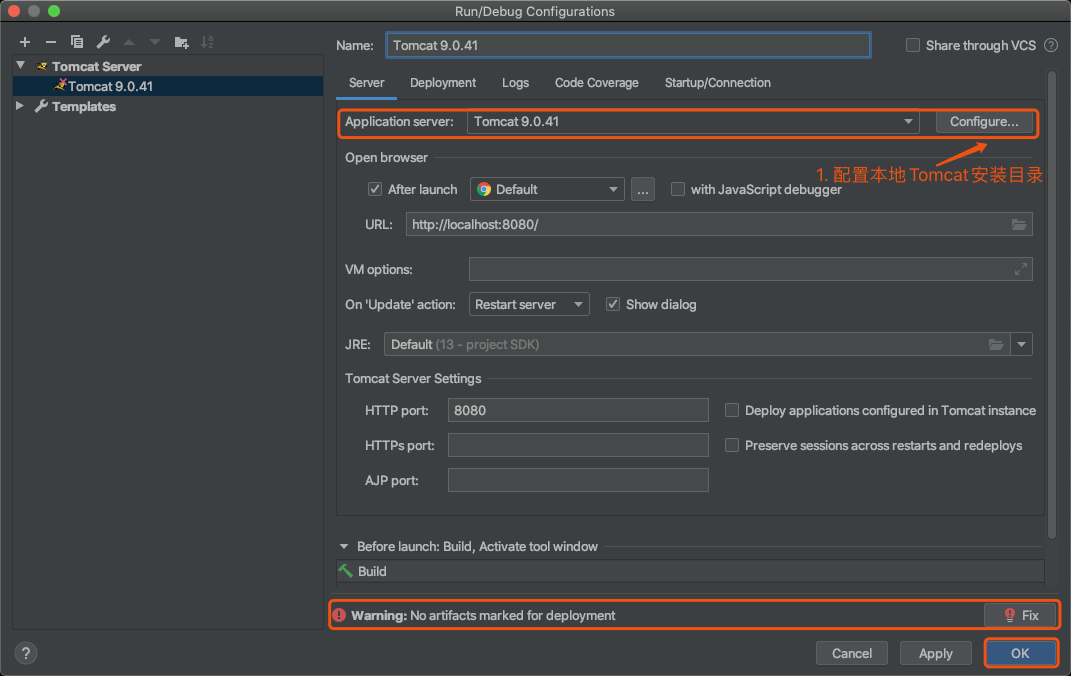 Run/Debug Configurations
Name: Tomcat 9.0.41 Share through VCS ?
Tomcat Server
Tomcat 9.0.41
Templates
Server Deployment Logs Code Coverage Startup/Connection
Application server: Tomcat 9.0.41 Configure...
Open browser
1. 配置本地 Tomcat 安装目录
After launch Default ... with JavaScript debugger
URL: http://localhost:8080/
VM options:
On 'Update' action: Restart server Show dialog
JRE: Default (13 - project SDK)
Tomcat Server Settings
HTTP port: 8080 Deploy applications configured in Tomcat instance
HTTPs port: Preserve sessions across restarts and redeploys
AJP port:
Before launch: Build, Activate tool window
Build
Warning: No artifacts marked for deployment Fix
? Cancel Apply OK